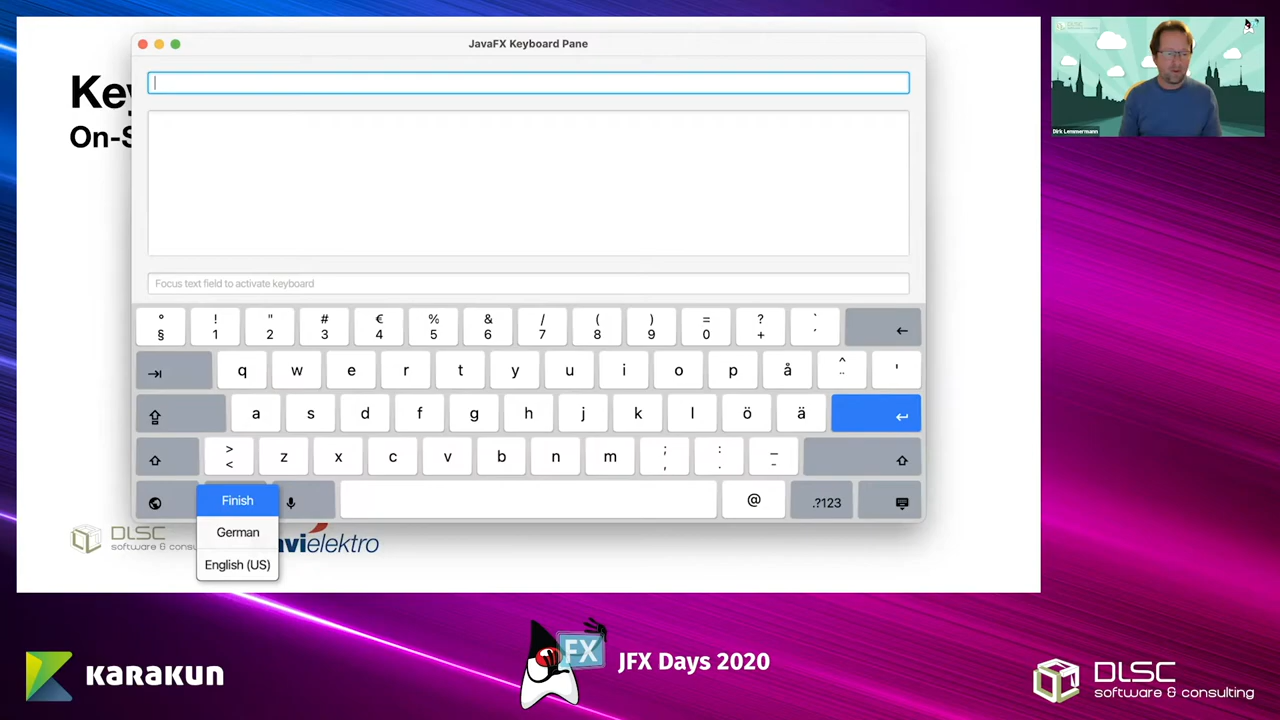 JavaFX Keyboard Pane
Key
On-S
Focus text field to activate keyboard
° ! " # € % & / ( ) = ? `
§ 1 2 3 4 5 6 7 8 9 0 + ´
q w e r t y u i o p å ^ ¨ '
a s d f g h j k l ö ä
> < z x c v b n m ; , : . _ -
@ .?123
Finish
German
English (US)
DLSC
software & consu
avielektro
Dirk Lemmermann
KARAKUN
FX
JFX Days 2020
DLSC
software & consulting